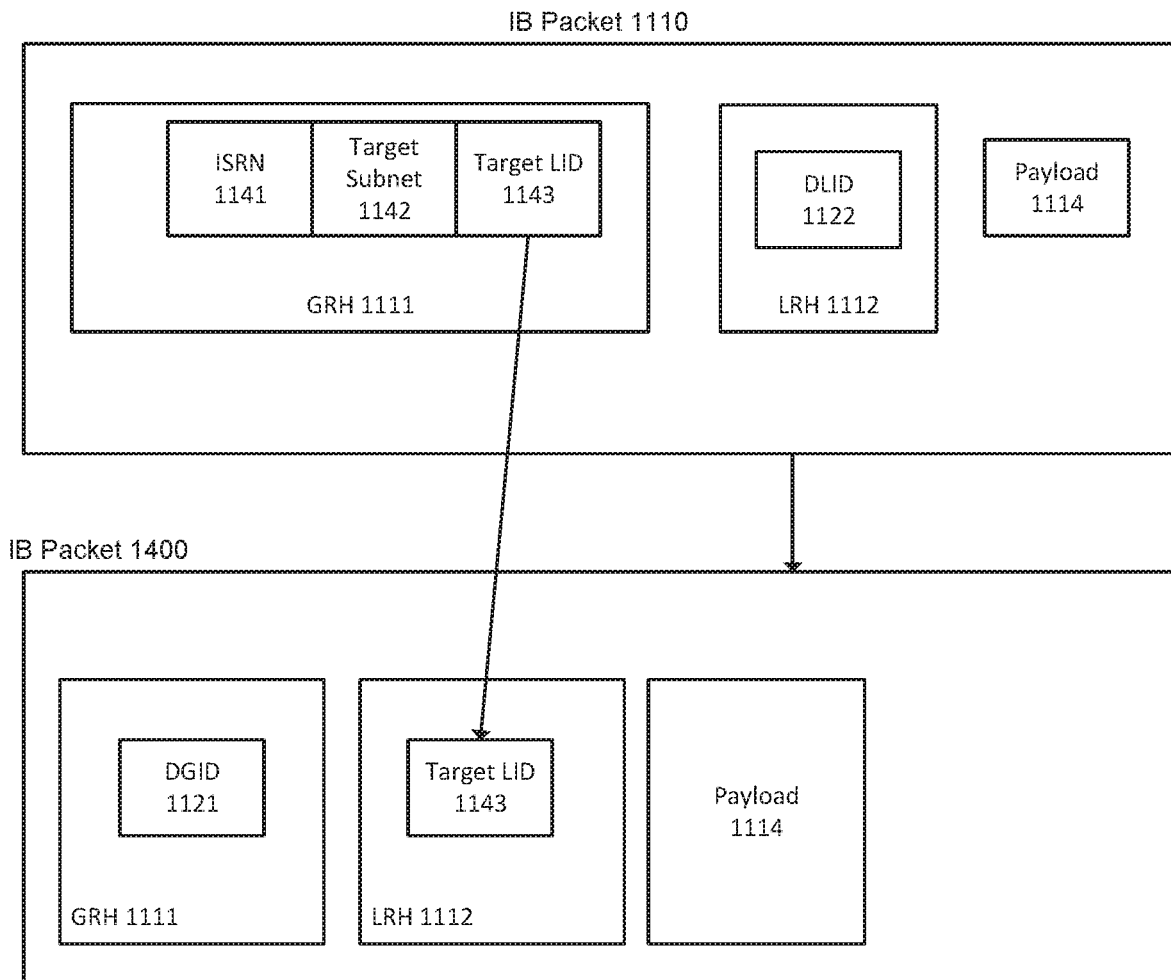 IB Packet 1110
ISRN
1141
Target
Subnet
1142
Target LID
1143
GRH 1111
DLID
1122
LRH 1112
Payload
1114
IB Packet 1400
DGID
1121
GRH 1111
Target LID
1143
LRH 1112
Payload
1114